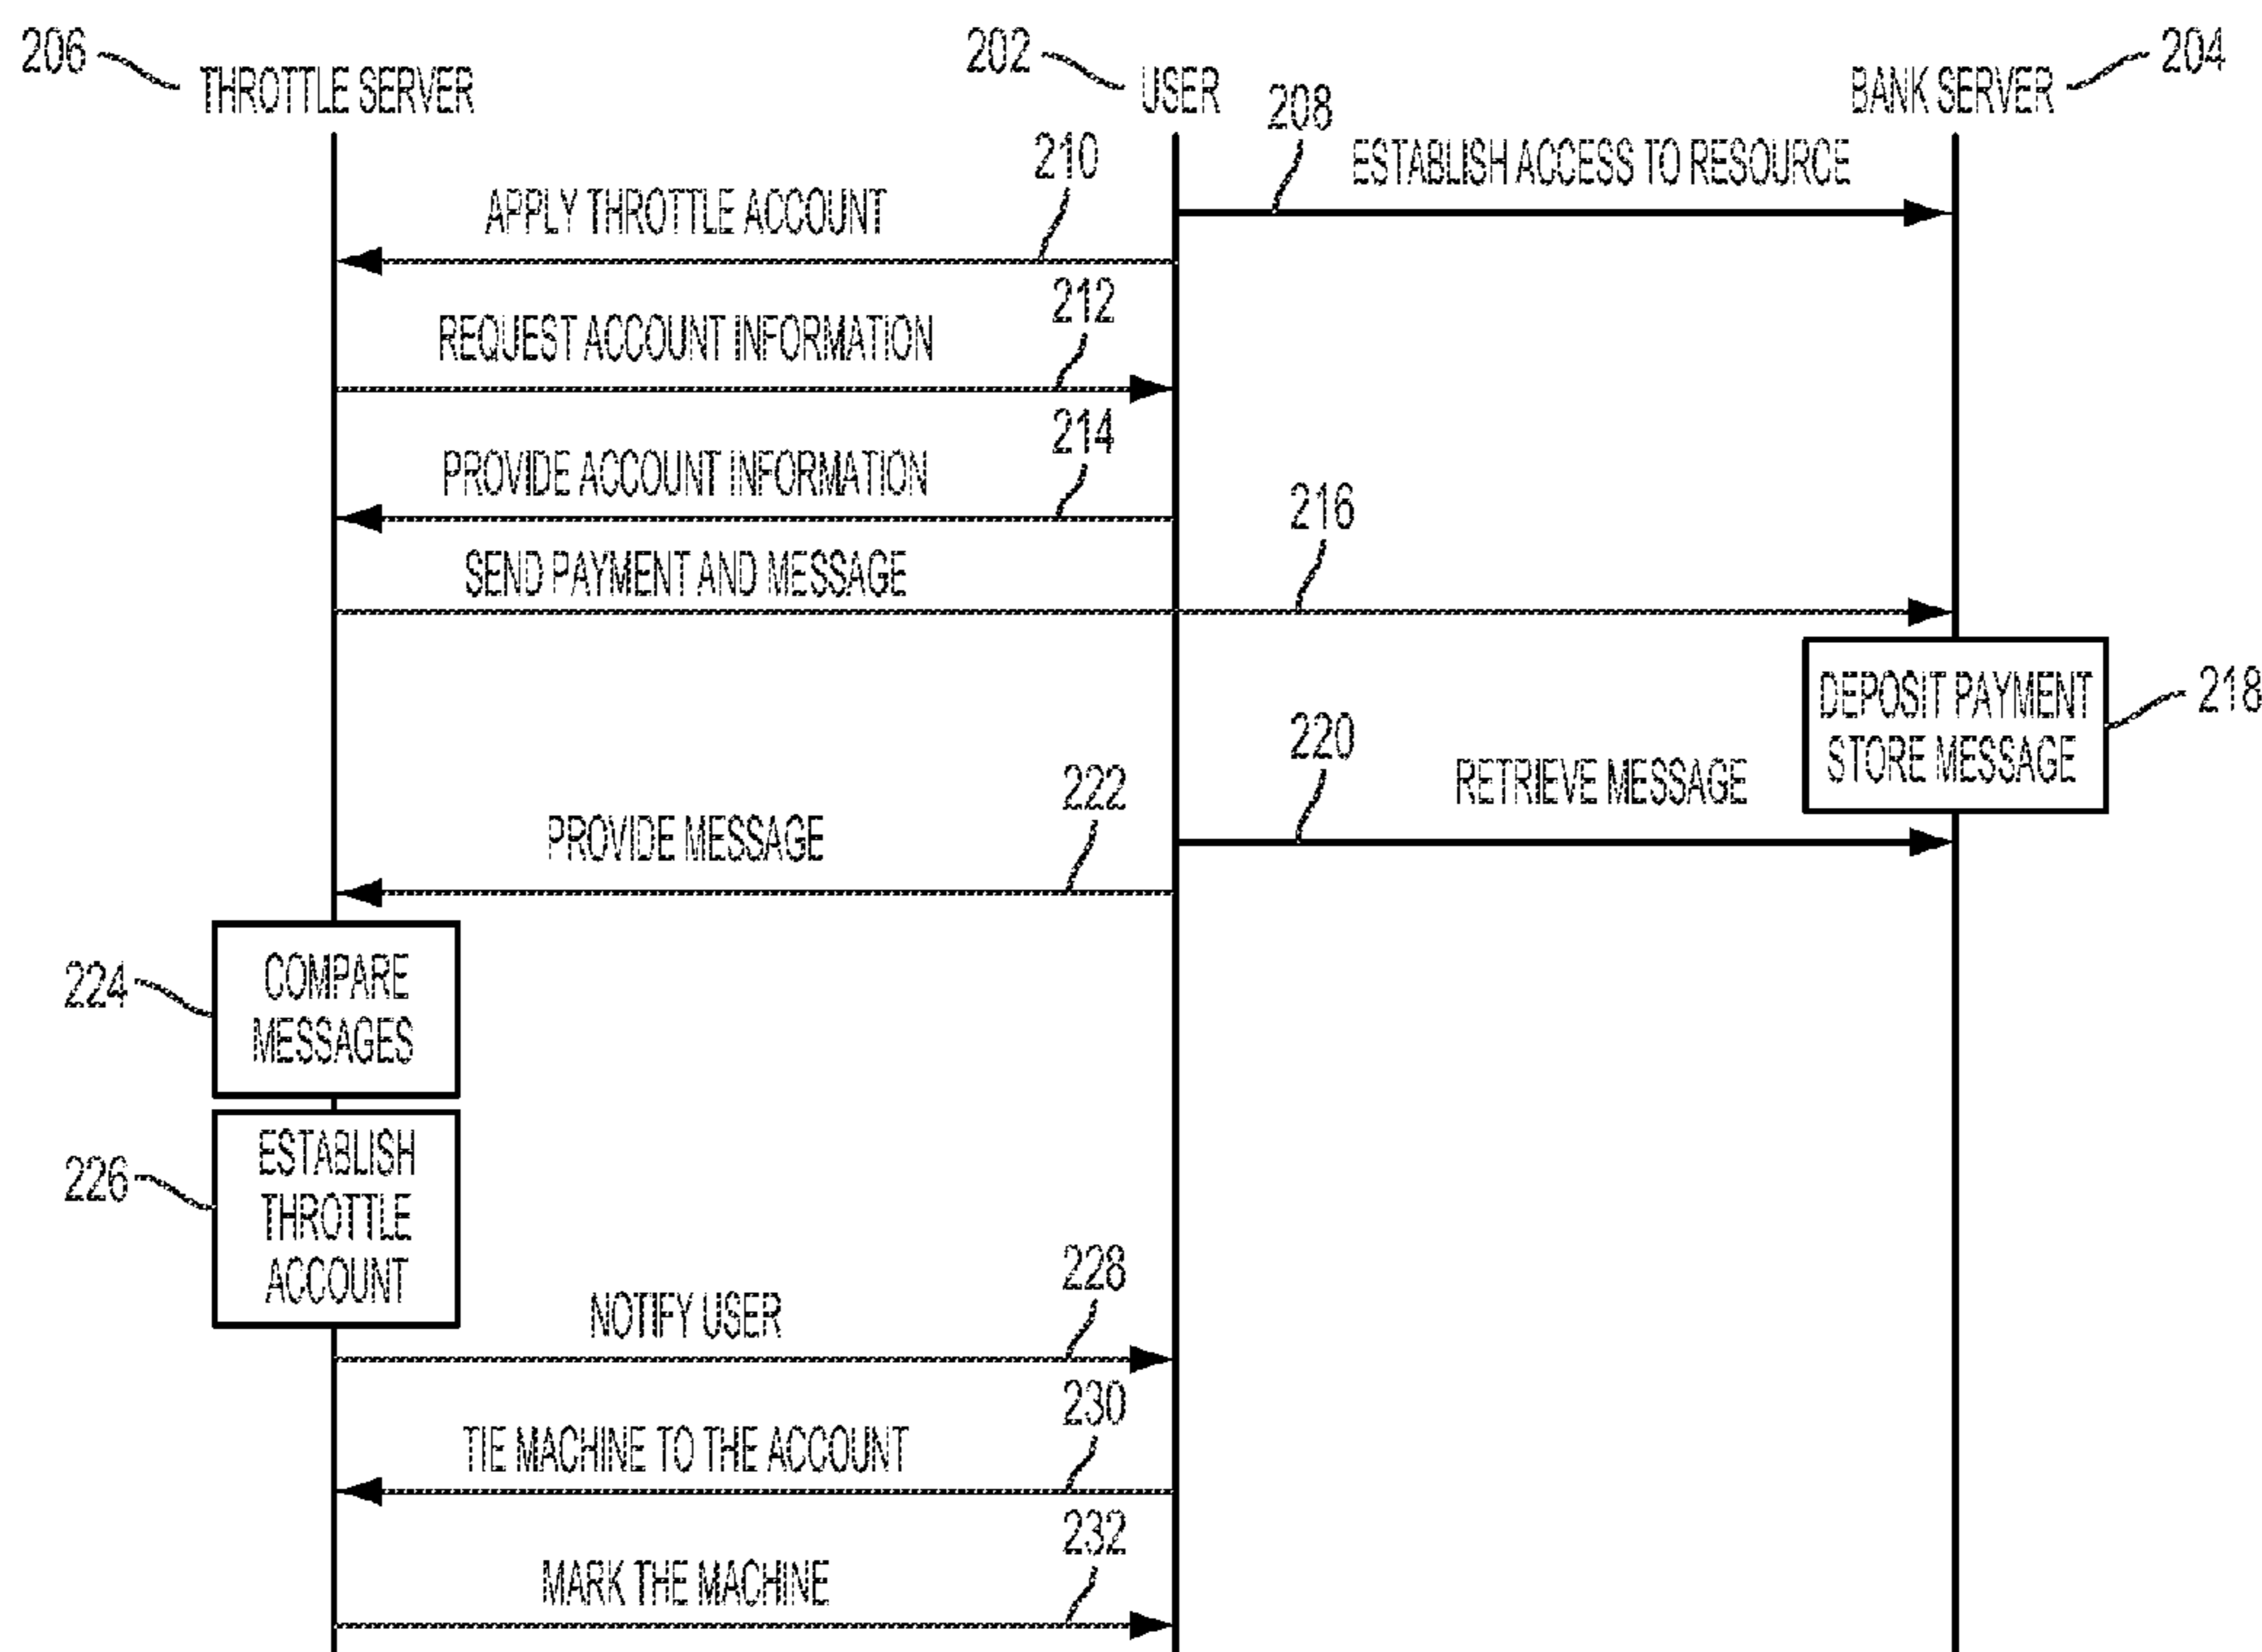 206
THROTTLE SERVER
202
USER
BANK SERVER
204
208
ESTABLISH ACCESS TO RESOURCE
210
APPLY THROTTLE ACCOUNT
212
REQUEST ACCOUNT INFORMATION
214
PROVIDE ACCOUNT INFORMATION
216
SEND PAYMENT AND MESSAGE
DEPOSIT PAYMENT
STORE MESSAGE
218
220
RETRIEVE MESSAGE
222
PROVIDE MESSAGE
224
COMPARE
MESSAGES
226
ESTABLISH
THROTTLE
ACCOUNT
228
NOTIFY USER
230
TIE MACHINE TO THE ACCOUNT
232
MARK THE MACHINE